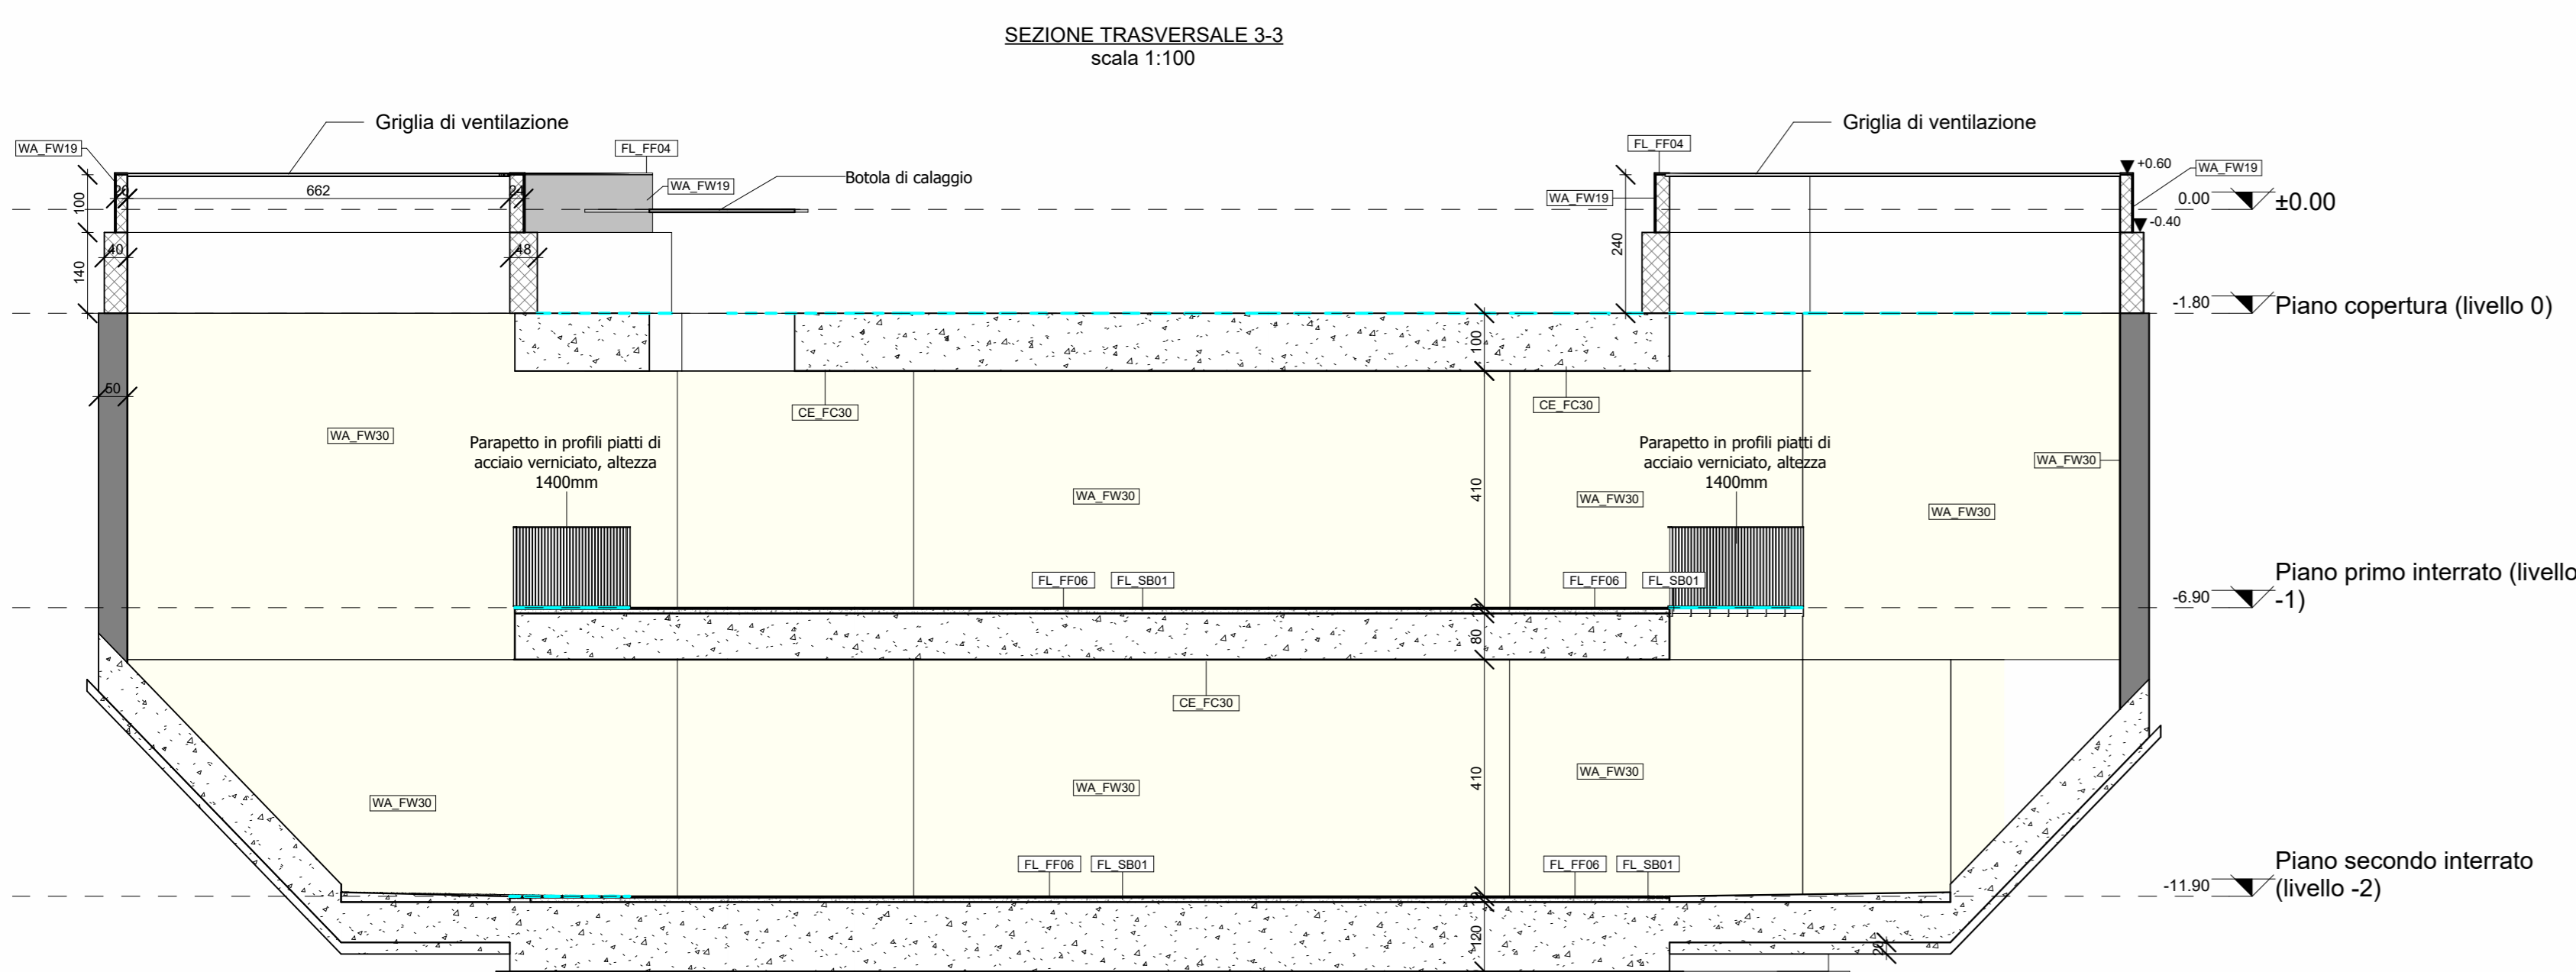 SEZIONE TRASVERSALE 3-3
scala 1:100
Griglia di ventilazione
Griglia di ventilazione
WA_FW19
FL_FF04
FL_FF04
+0.60
WA_FW19
Botola di calaggio
WA_FW19
662
24
WA_FW19
0.00
±0.00
100
-0.40
40
48
240
140
-1.80
Piano copertura (livello 0)
100
50
CE_FC30
CE_FC30
WA_FW30
Parapetto in profili piatti di
acciaio verniciato, altezza
1400mm
Parapetto in profili piatti di
acciaio verniciato, altezza
1400mm
WA_FW30
WA_FW30
410
WA_FW30
WA_FW30
FL_FF06
FL_SB01
FL_FF06
FL_SB01
-6.90
Piano primo interrato (livello
-1)
80
CE_FC30
WA_FW30
WA_FW30
410
WA_FW30
FL_FF06
FL_SB01
FL_FF06
FL_SB01
-11.90
Piano secondo interrato
(livello -2)
120